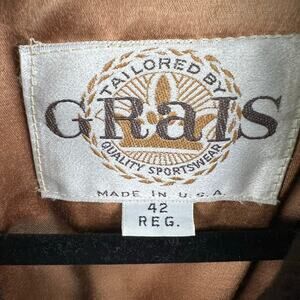 TAILORED BY
GRaIS
QUALITY SPORTSWEAR
MADE IN U.S.A.
42
REG.